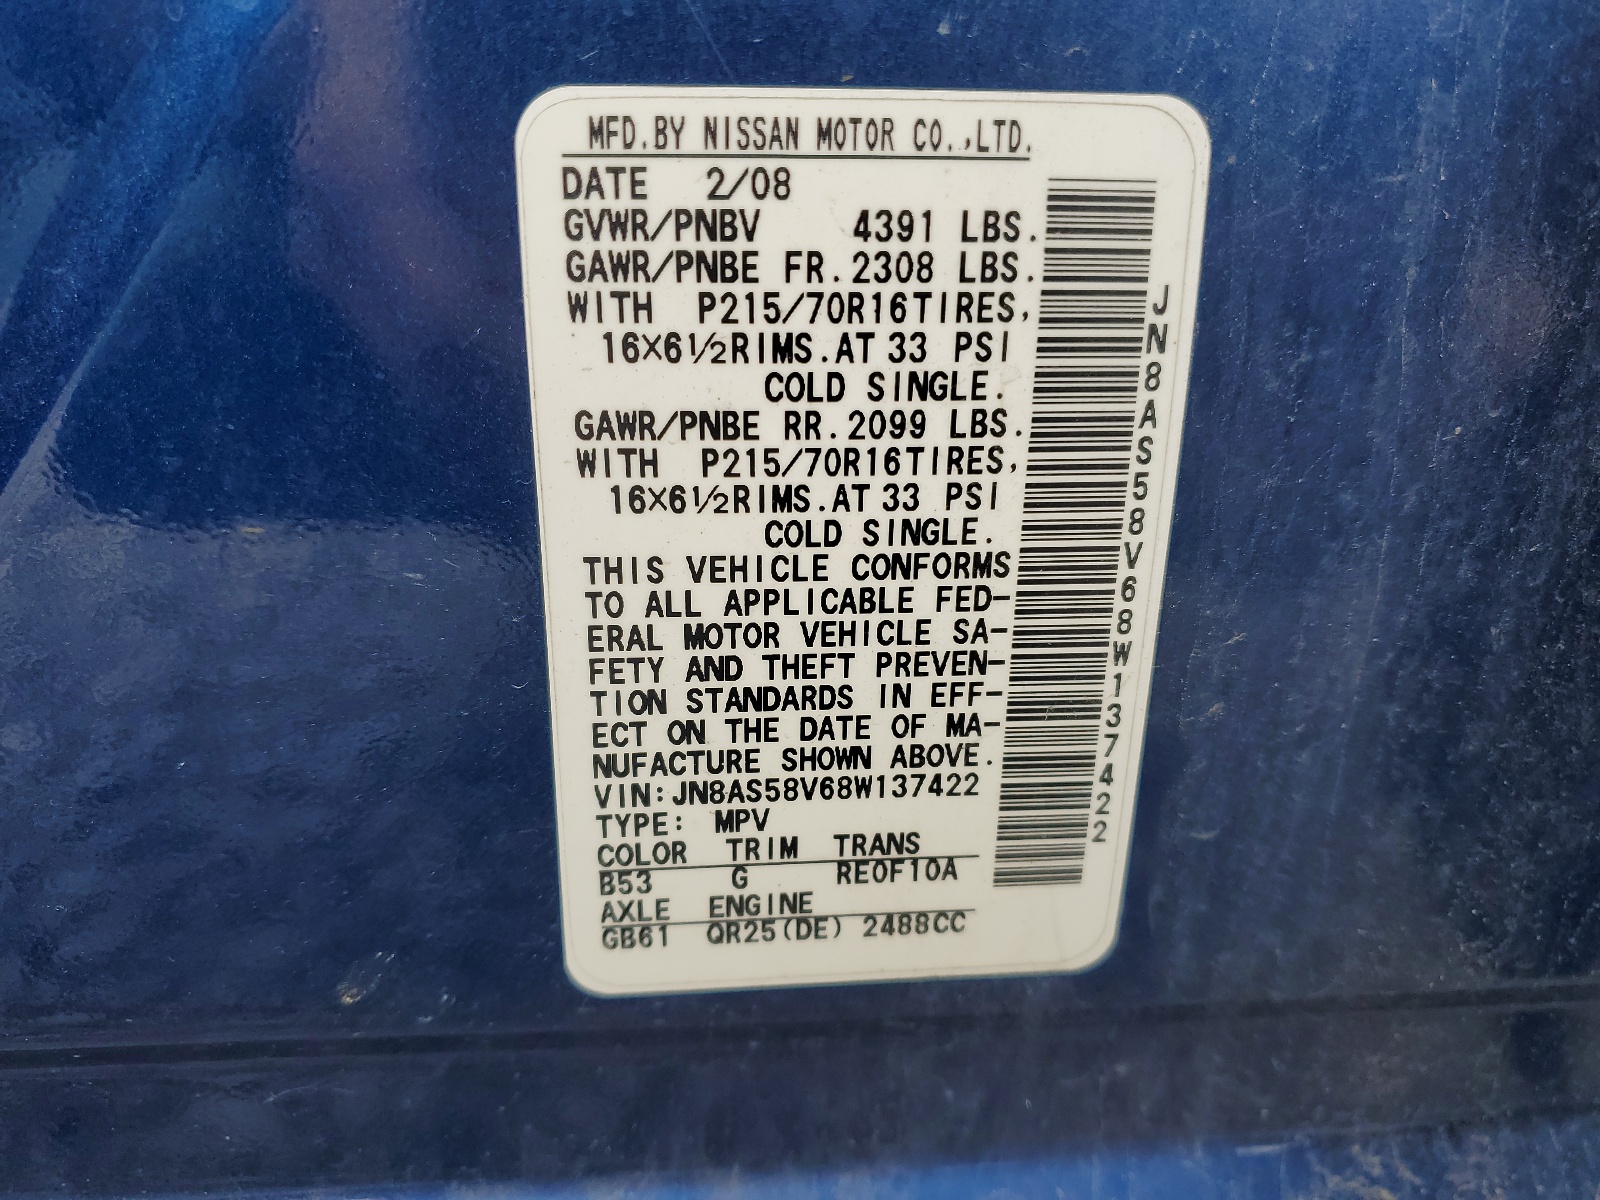 MFD.BY NISSAN MOTOR CO.,LTD.
DATE 2/08
GVWR/PNBV 4391 LBS.
GAWR/PNBE FR.2308 LBS.
WITH P215/70R16TIRES,
16×6½RIMS.AT 33 PSI
COLD SINGLE.
GAWR/PNBE RR.2099 LBS.
WITH P215/70R16TIRES,
16×6½RIMS.AT 33 PSI
COLD SINGLE.
THIS VEHICLE CONFORMS
TO ALL APPLICABLE FED-
ERAL MOTOR VEHICLE SA-
FETY AND THEFT PREVEN-
TION STANDARDS IN EFF-
ECT ON THE DATE OF MA-
NUFACTURE SHOWN ABOVE.
VIN:JN8AS58V68W137422
TYPE: MPV
COLOR TRIM TRANS
B53 G RE0F10A
AXLE ENGINE
GB61 QR25(DE) 2488CC
JN8AS58V68W137422